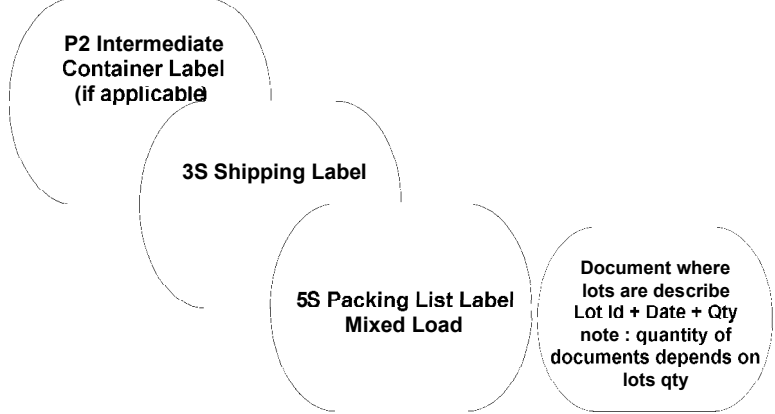 P2 Intermediate
Container Label
(if applicable)
3S Shipping Label
5S Packing List Label
Mixed Load
Document where
lots are describe
Lot Id + Date + Qty
note : quantity of
documents depends on
lots qty